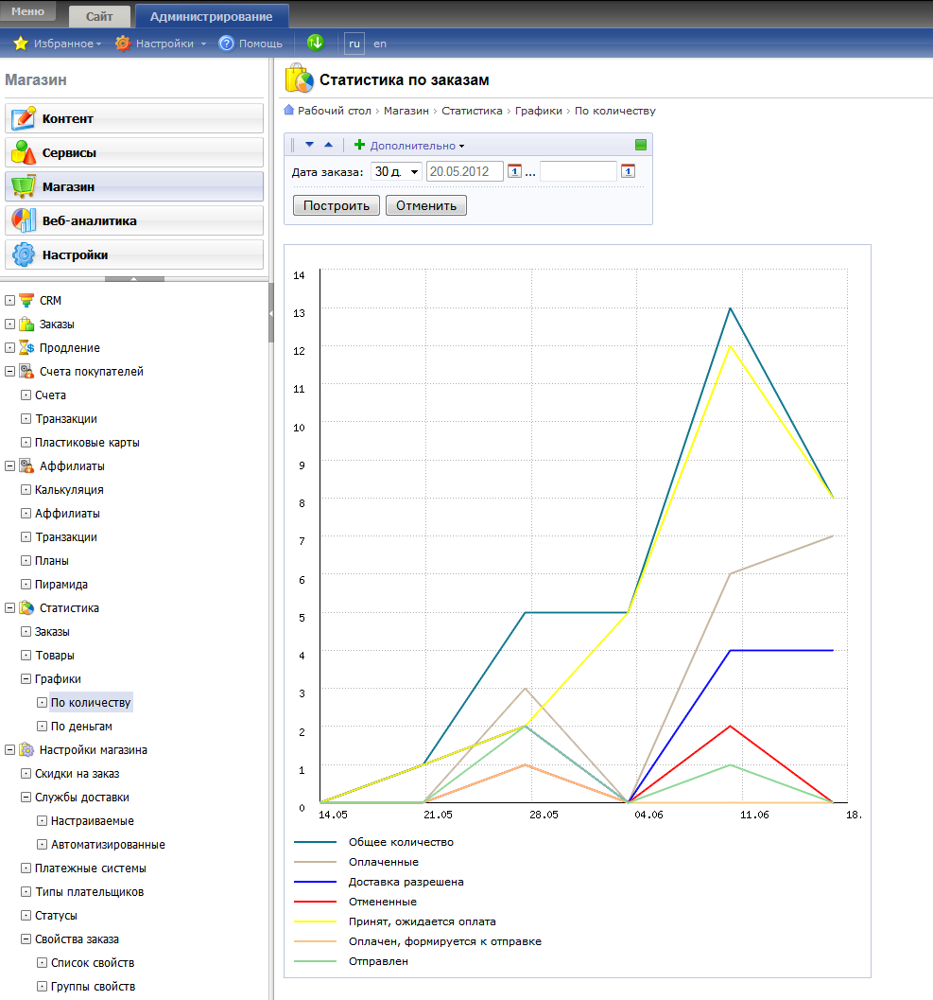 Меню
Сайт
Администрирование
Избранное
Настройки
Помощь
ru
en
Магазин
Контент
Сервисы
Магазин
Веб-аналитика
Настройки
CRM
Заказы
Продление
Счета покупателей
Счета
Транзакции
Пластиковые карты
Аффилиаты
Калькуляция
Аффилиаты
Транзакции
Планы
Пирамида
Статистика
Заказы
Товары
Графики
По количеству
По деньгам
Настройки магазина
Скидки на заказ
Службы доставки
Настраиваемые
Автоматизированные
Платежные системы
Типы плательщиков
Статусы
Свойства заказа
Список свойств
Группы свойств
Статистика по заказам
Рабочий стол › Магазин › Статистика › Графики › По количеству
Дополнительно
Дата заказа: 30 д. 20.05.2012 1 ... 1
Построить Отменить
14
13
12
11
10
9
8
7
6
5
4
3
2
1
0
14.05 21.05 28.05 04.06 11.06 18.
Общее количество
Оплаченные
Доставка разрешена
Отмененные
Принят, ожидается оплата
Оплачен, формируется к отправке
Отправлен